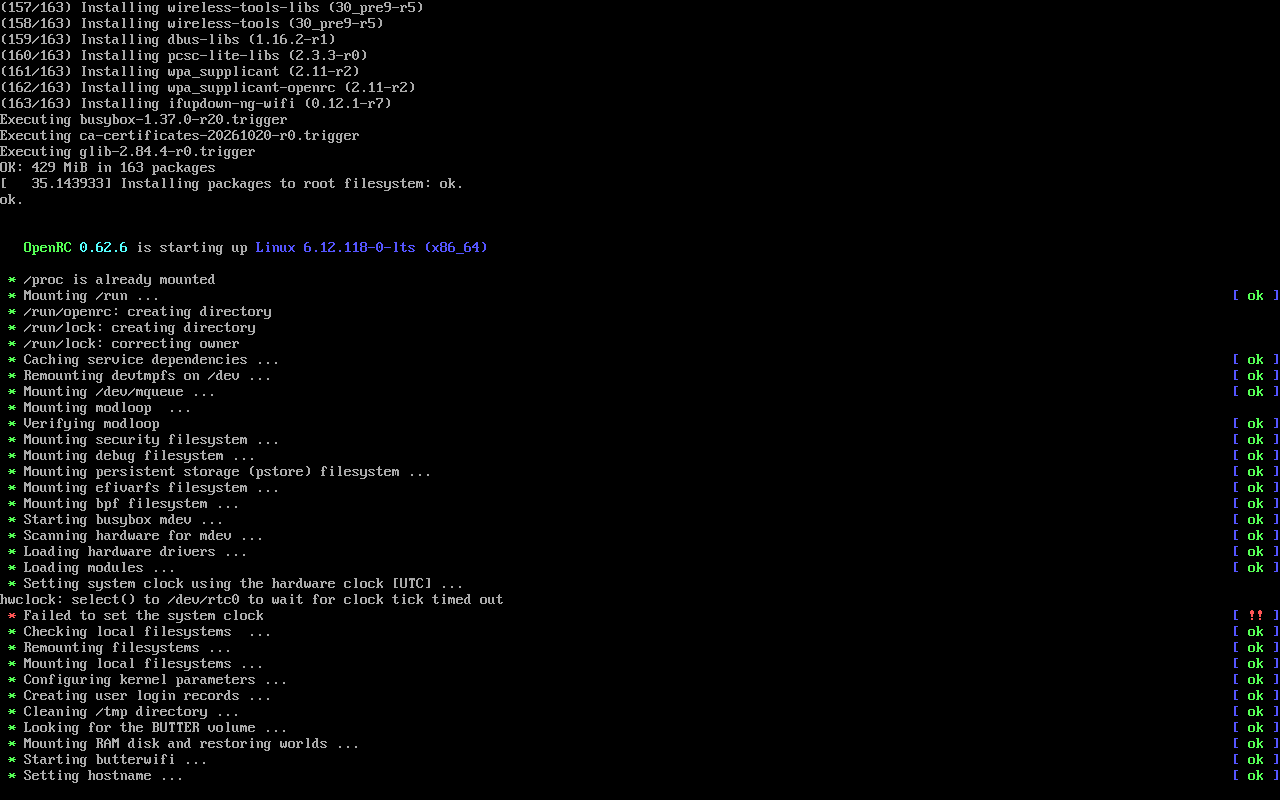 (157/163) Installing wireless-tools-libs (30_pre9-r5)
(158/163) Installing wireless-tools (30_pre9-r5)
(159/163) Installing dbus-libs (1.16.2-r1)
(160/163) Installing pcsc-lite-libs (2.3.3-r0)
(161/163) Installing wpa_supplicant (2.11-r2)
(162/163) Installing wpa_supplicant-openrc (2.11-r2)
(163/163) Installing ifupdown-ng-wifi (0.12.1-r7)
Executing busybox-1.37.0-r20.trigger
Executing ca-certificates-20261020-r0.trigger
Executing glib-2.84.4-r0.trigger
OK: 429 MiB in 163 packages
[   35.143933] Installing packages to root filesystem: ok.
ok.
OpenRC 0.62.6 is starting up Linux 6.12.118-0-lts (x86_64)
* /proc is already mounted
* Mounting /run ... [ ok ]
* /run/openrc: creating directory
* /run/lock: creating directory
* /run/lock: correcting owner
* Caching service dependencies ... [ ok ]
* Remounting devtmpfs on /dev ... [ ok ]
* Mounting /dev/mqueue ... [ ok ]
* Mounting modloop  ...
* Verifying modloop [ ok ]
* Mounting security filesystem ... [ ok ]
* Mounting debug filesystem ... [ ok ]
* Mounting persistent storage (pstore) filesystem ... [ ok ]
* Mounting efivarfs filesystem ... [ ok ]
* Mounting bpf filesystem ... [ ok ]
* Starting busybox mdev ... [ ok ]
* Scanning hardware for mdev ... [ ok ]
* Loading hardware drivers ... [ ok ]
* Loading modules ... [ ok ]
* Setting system clock using the hardware clock [UTC] ...
hwclock: select() to /dev/rtc0 to wait for clock tick timed out
* Failed to set the system clock [ !! ]
* Checking local filesystems  ... [ ok ]
* Remounting filesystems ... [ ok ]
* Mounting local filesystems ... [ ok ]
* Configuring kernel parameters ... [ ok ]
* Creating user login records ... [ ok ]
* Cleaning /tmp directory ... [ ok ]
* Looking for the BUTTER volume ... [ ok ]
* Mounting RAM disk and restoring worlds ... [ ok ]
* Starting butterwifi ... [ ok ]
* Setting hostname ... [ ok ]